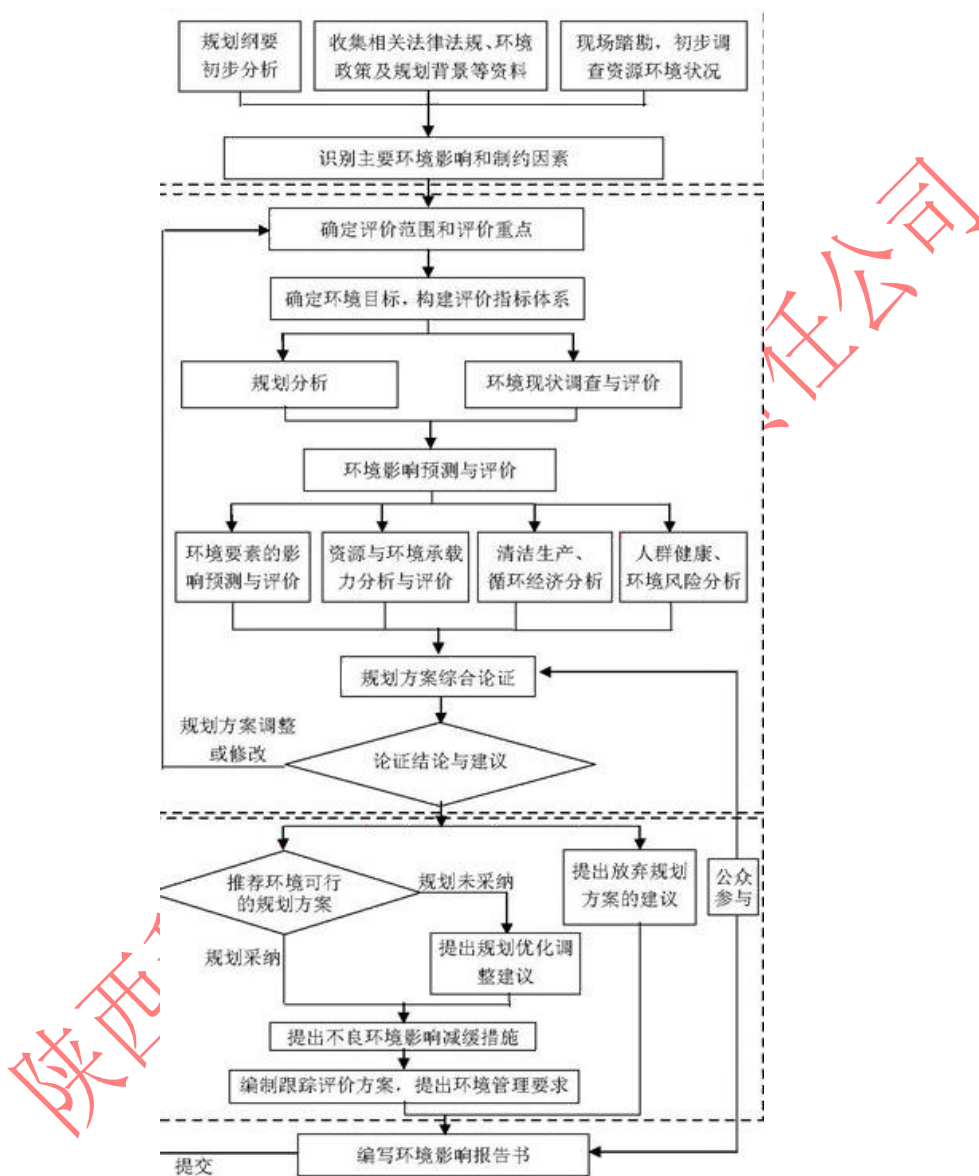 规划纲要
初步分析
收集相关法律法规、环境
政策及规划背景等资料
现场踏勘，初步调
查资源环境状况
识别主要环境影响和制约因素
确定评价范围和评价重点
确定环境目标，构建评价指标体系
规划分析
环境现状调查与评价
环境影响预测与评价
环境要素的影
响预测与评价
资源与环境承载
力分析与评价
清洁生产、
循环经济分析
人群健康、
环境风险分析
规划方案综合论证
规划方案调整
或修改
论证结论与建议
推荐环境可行
的规划方案
规划未采纳
提出放弃规划
方案的建议
公众
参与
规划采纳
提出规划优化调
整建议
提出不良环境影响减缓措施
编制跟踪评价方案，提出环境管理要求
编写环境影响报告书
提交
陕西
任公司